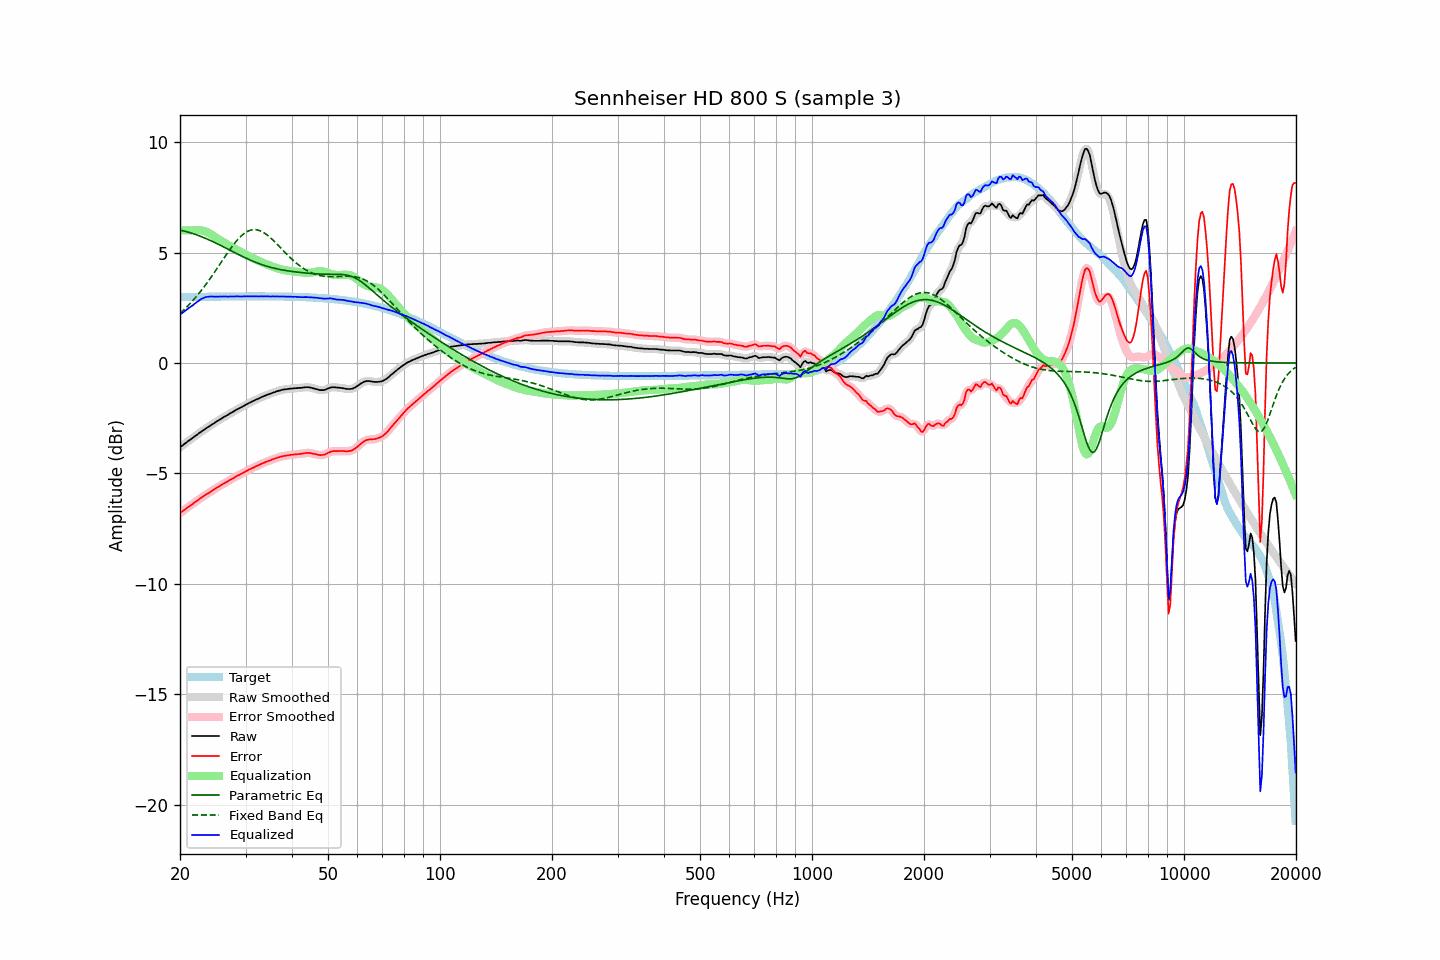 Sennheiser HD 800 S (sample 3)
10
5
0
−5
−10
−15
−20
Amplitude (dBr)
Target
Raw Smoothed
Error Smoothed
Raw
Error
Equalization
Parametric Eq
Fixed Band Eq
Equalized
20 50 100 200 500 1000 2000 5000 10000 20000
Frequency (Hz)